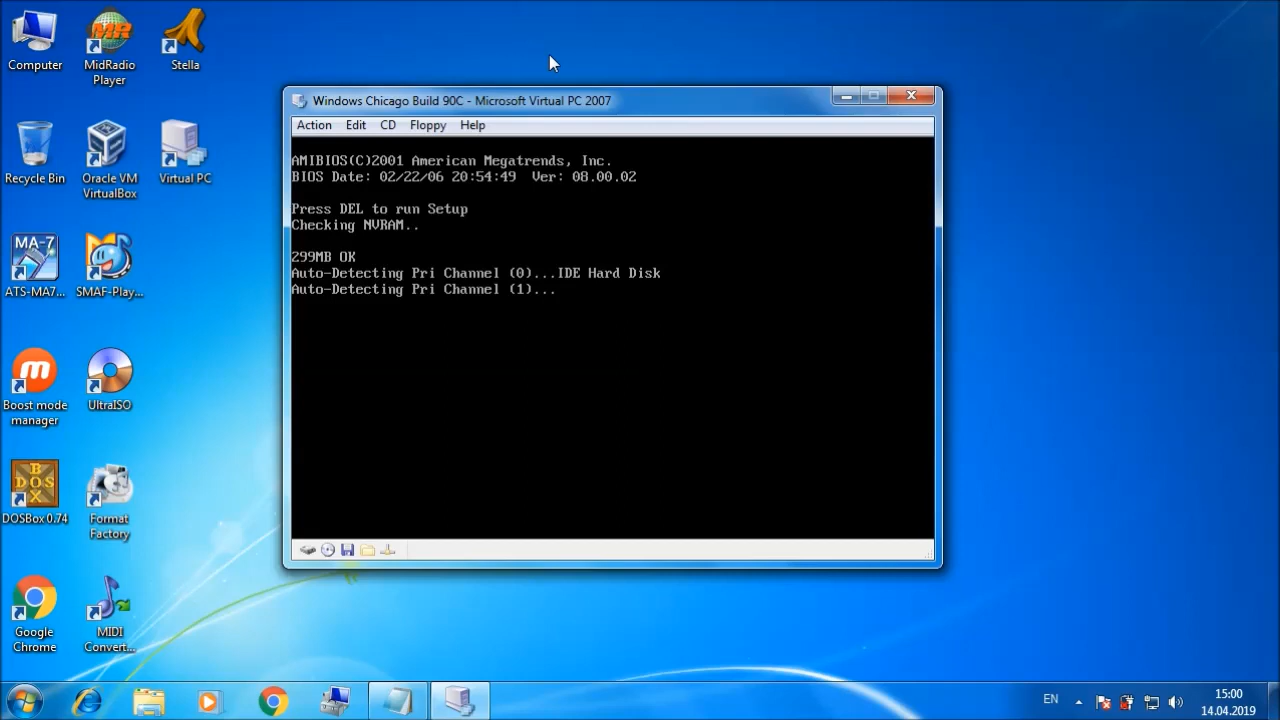 Computer
MidRadio
Player
Stella
Recycle Bin
Oracle VM
VirtualBox
Virtual PC
MA-7
ATS-MA7...
SMAF-Play...
m
Boost mode
manager
UltraISO
B
DOS
X
DOSBox 0.74
Format
Factory
Google
Chrome
MIDI
Convert...
Windows Chicago Build 90C - Microsoft Virtual PC 2007
Action Edit CD Floppy Help
AMIBIOS(C)2001 American Megatrends, Inc.
BIOS Date: 02/22/06 20:54:49 Ver: 08.00.02
Press DEL to run Setup
Checking NVRAM..
299MB OK
Auto-Detecting Pri Channel (0)...IDE Hard Disk
Auto-Detecting Pri Channel (1)...
EN
15:00
14.04.2019